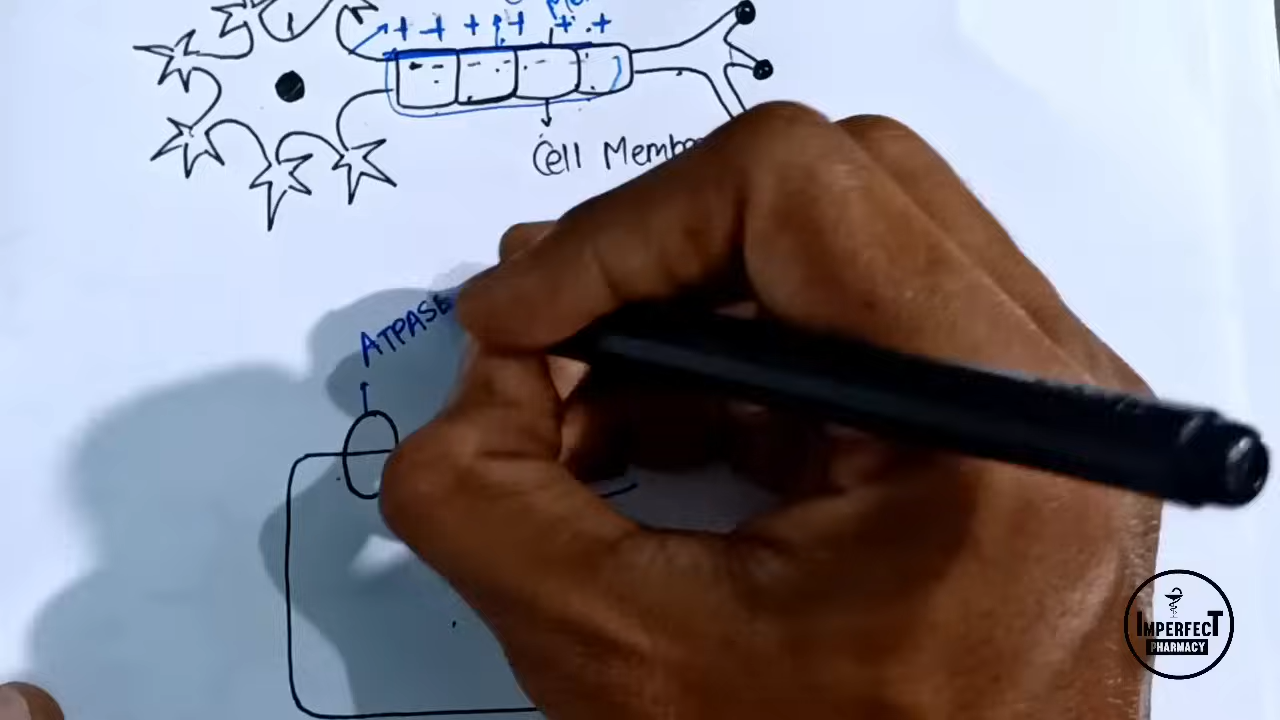 + + + + + +
Cell Memb
ATPASE
IMPERFECT
PHARMACY